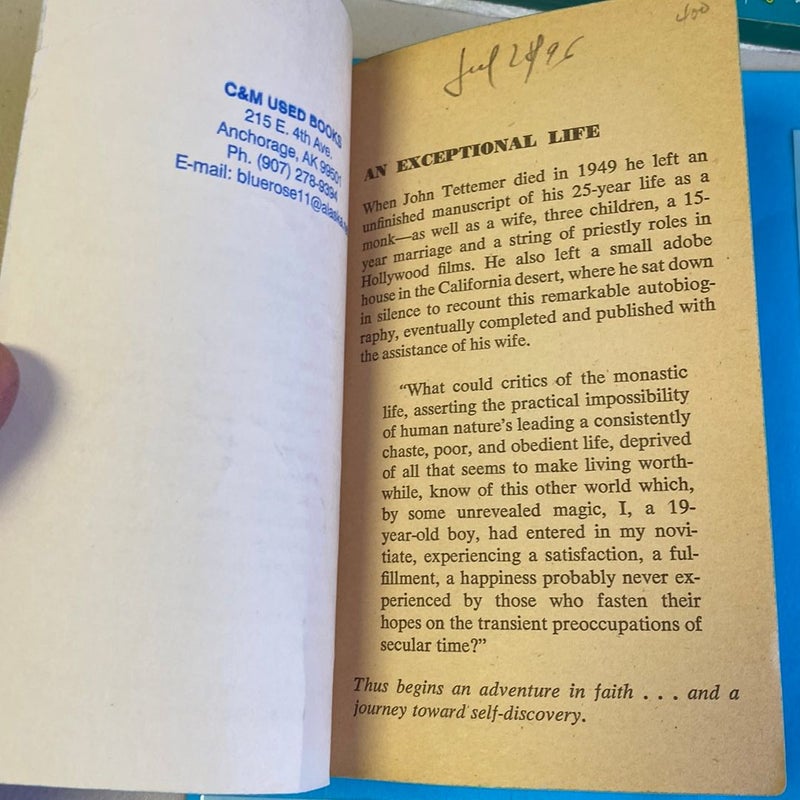 C&M USED BOOKS
215 E. 4th Ave.
Anchorage, AK 99501
Ph. (907) 278-9394
E-mail: bluerose11@alaska
400
AN EXCEPTIONAL LIFE
When John Tettemer died in 1949 he left an
unfinished manuscript of his 25-year life as a
monk—as well as a wife, three children, a 15-
year marriage and a string of priestly roles in
Hollywood films. He also left a small adobe
house in the California desert, where he sat down
in silence to recount this remarkable autobiog-
raphy, eventually completed and published with
the assistance of his wife.
"What could critics of the monastic
life, asserting the practical impossibility
of human nature's leading a consistently
chaste, poor, and obedient life, deprived
of all that seems to make living worth-
while, know of this other world which,
by some unrevealed magic, I, a 19-
year-old boy, had entered in my novi-
tiate, experiencing a satisfaction, a ful-
fillment, a happiness probably never ex-
perienced by those who fasten their
hopes on the transient preoccupations of
secular time?"
Thus begins an adventure in faith . . . and a
journey toward self-discovery.